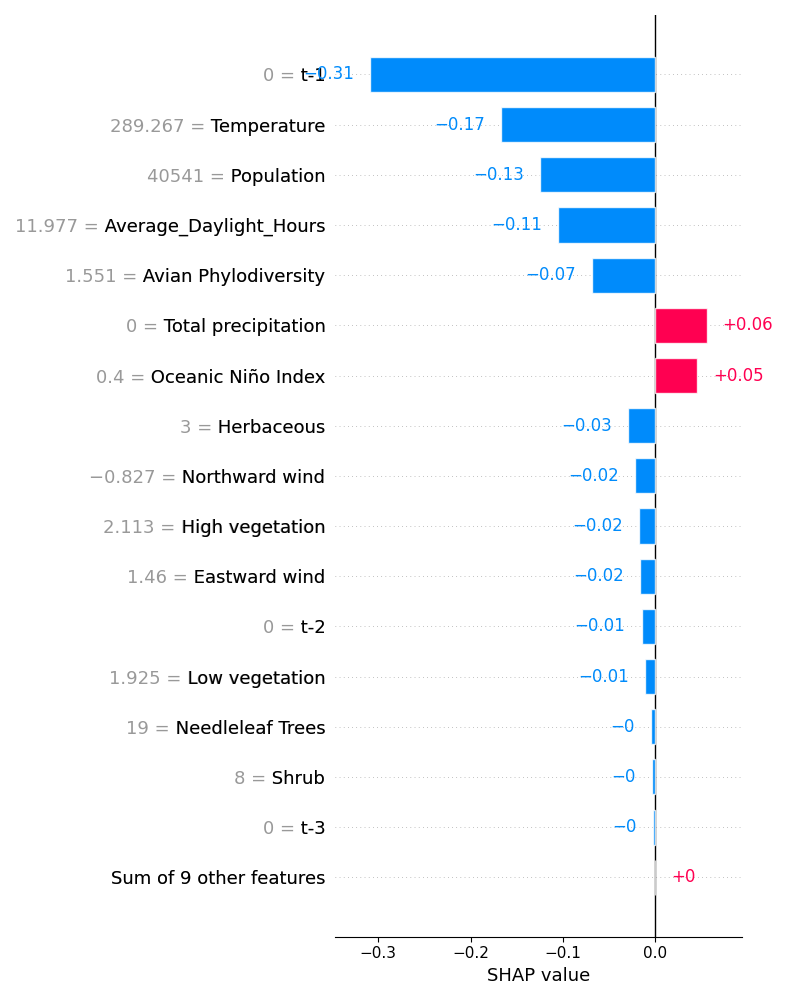 0 = t-1 −0.31
289.267 = Temperature −0.17
40541 = Population −0.13
11.977 = Average_Daylight_Hours −0.11
1.551 = Avian Phylodiversity −0.07
0 = Total precipitation +0.06
0.4 = Oceanic Niño Index +0.05
3 = Herbaceous −0.03
−0.827 = Northward wind −0.02
2.113 = High vegetation −0.02
1.46 = Eastward wind −0.02
0 = t-2 −0.01
1.925 = Low vegetation −0.01
19 = Needleleaf Trees −0
8 = Shrub −0
0 = t-3 −0
Sum of 9 other features +0
−0.3 −0.2 −0.1 0.0
SHAP value